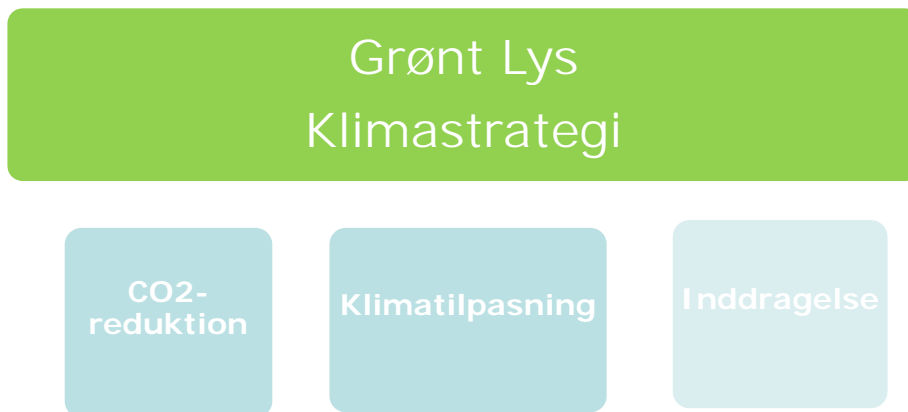 Grønt Lys
Klimastrategi
CO2-
reduktion
Klimatilpasning
Inddragelse